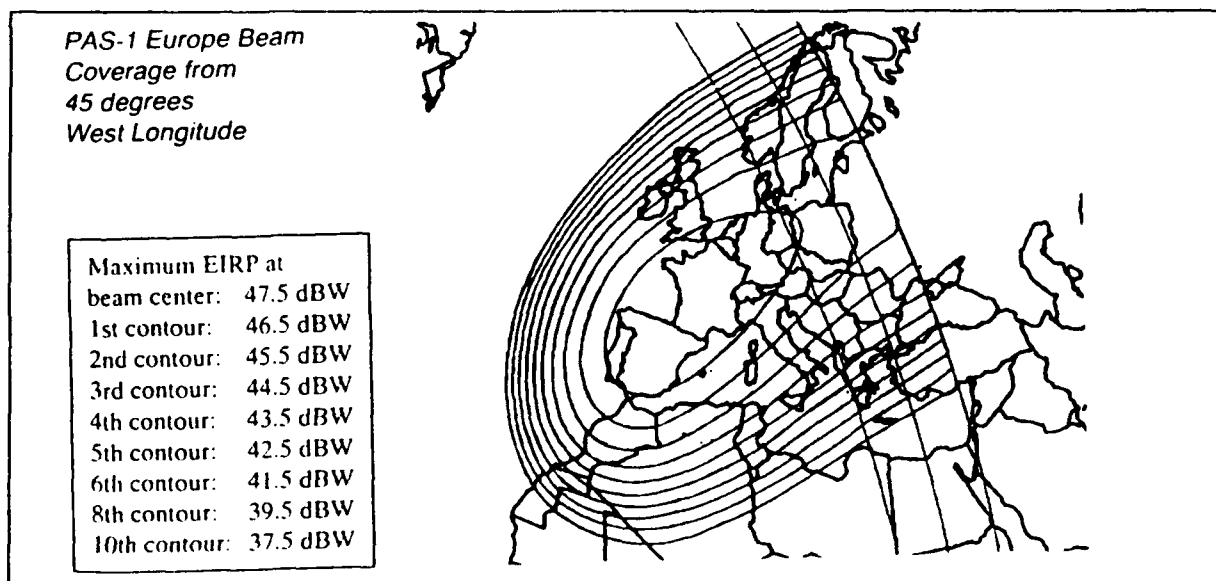 PAS-1 Europe Beam
Coverage from
45 degrees
West Longitude
Maximum EIRP at
beam center: 47.5 dBW
1st contour: 46.5 dBW
2nd contour: 45.5 dBW
3rd contour: 44.5 dBW
4th contour: 43.5 dBW
5th contour: 42.5 dBW
6th contour: 41.5 dBW
8th contour: 39.5 dBW
10th contour: 37.5 dBW